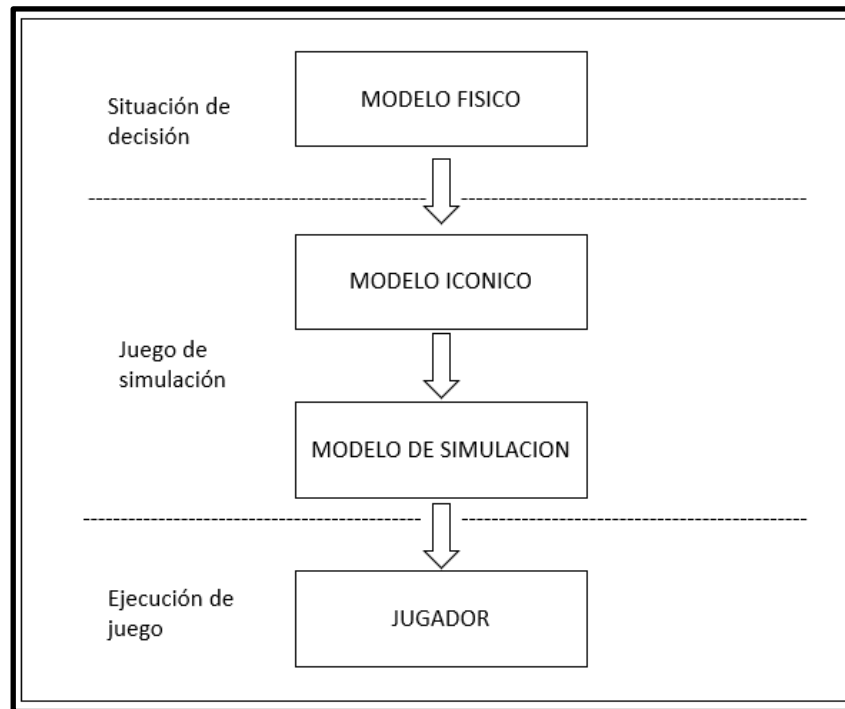 Situación de
decisión
MODELO FISICO
MODELO ICONICO
Juego de
simulación
MODELO DE SIMULACION
Ejecución de
juego
JUGADOR